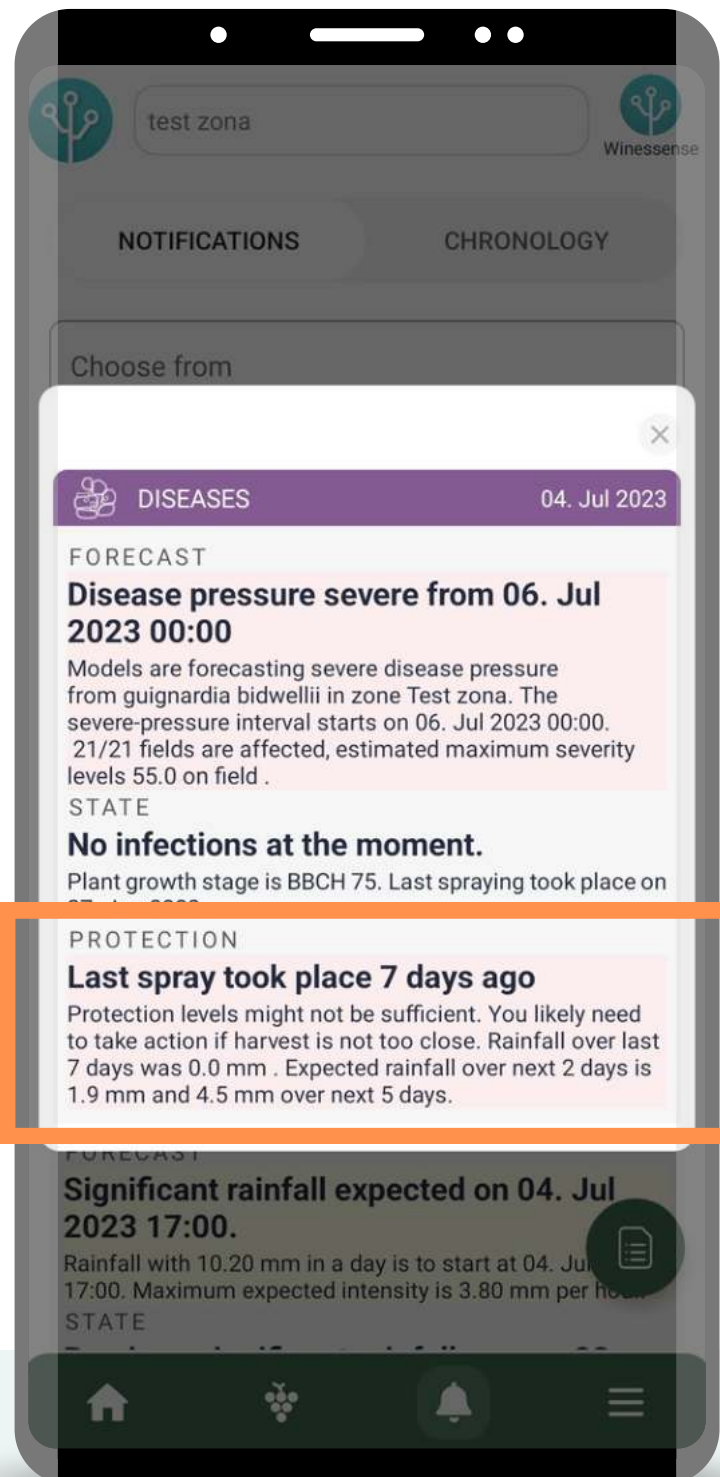 test zona
Winessense
NOTIFICATIONS
CHRONOLOGY
Choose from
DISEASES
04. Jul 2023
FORECAST
Disease pressure severe from 06. Jul
2023 00:00
Models are forecasting severe disease pressure
from guignardia bidwellii in zone Test zona. The
severe-pressure interval starts on 06. Jul 2023 00:00.
21/21 fields are affected, estimated maximum severity
levels 55.0 on field .
STATE
No infections at the moment.
Plant growth stage is BBCH 75. Last spraying took place on
PROTECTION
Last spray took place 7 days ago
Protection levels might not be sufficient. You likely need
to take action if harvest is not too close. Rainfall over last
7 days was 0.0 mm . Expected rainfall over next 2 days is
1.9 mm and 4.5 mm over next 5 days.
FORECAST
Significant rainfall expected on 04. Jul
2023 17:00.
Rainfall with 10.20 mm in a day is to start at 04. Jul
17:00. Maximum expected intensity is 3.80 mm per hour.
STATE